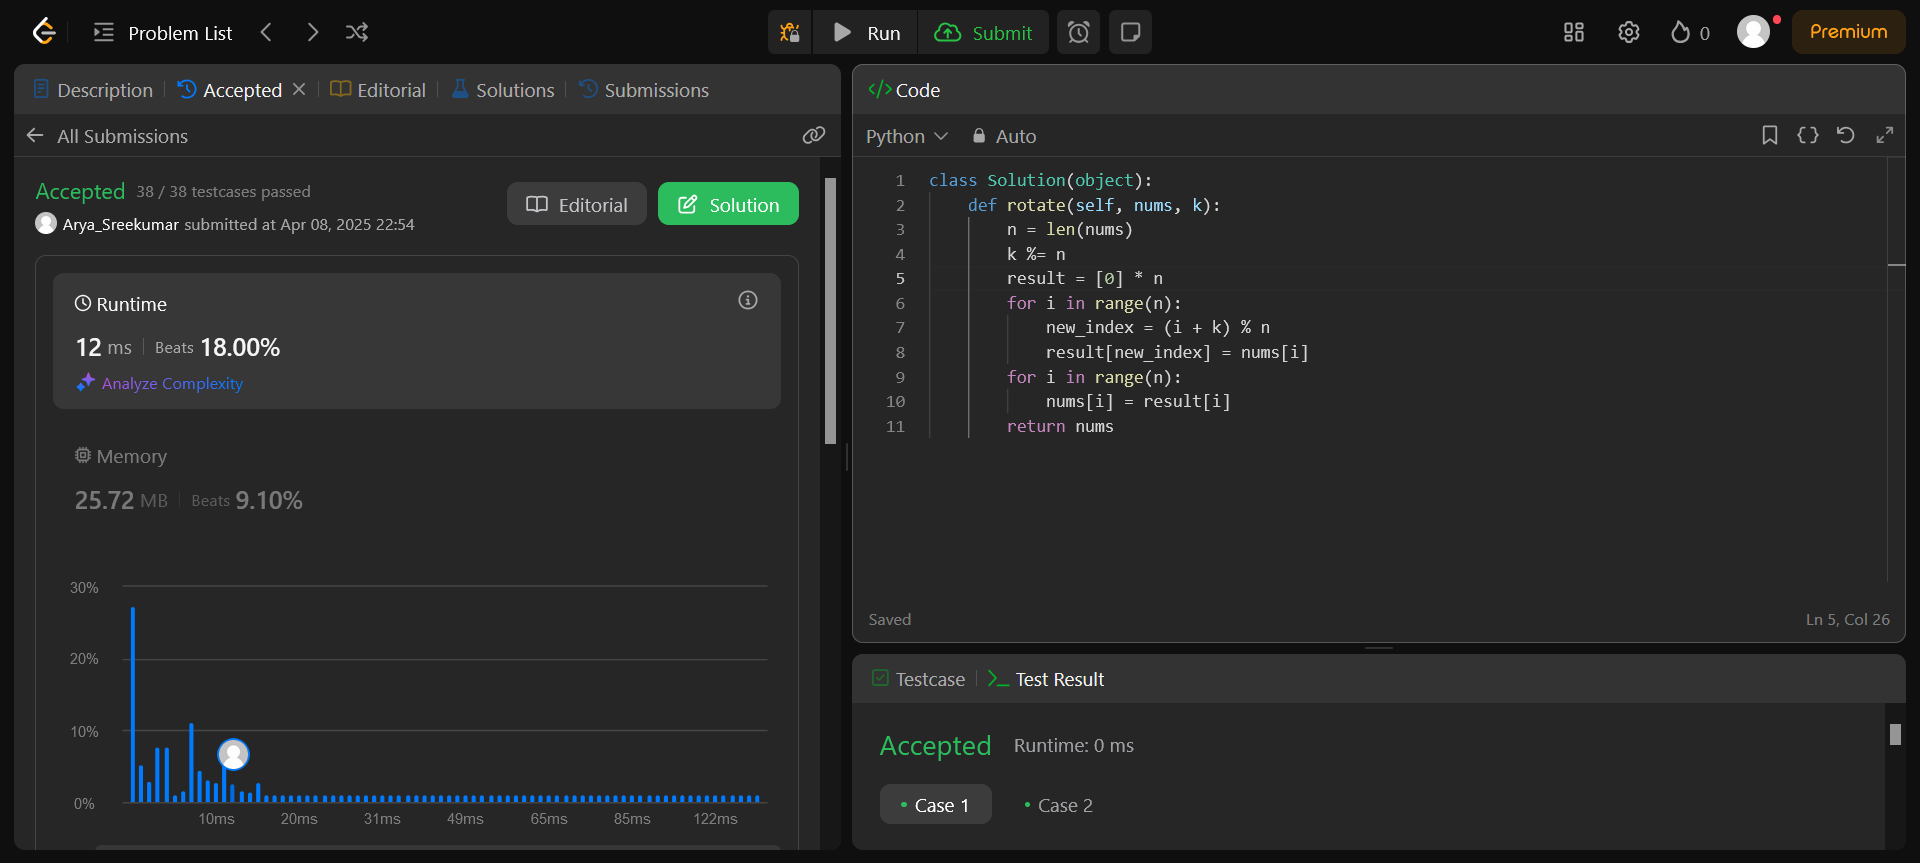 Problem List
Run
Submit
0
Premium
Description
Accepted
Editorial
Solutions
Submissions
All Submissions
Accepted 38 / 38 testcases passed
Arya_Sreekumar submitted at Apr 08, 2025 22:54
Editorial
Solution
Runtime
12 ms Beats 18.00%
Analyze Complexity
Memory
25.72 MB Beats 9.10%
30%
20%
10%
0%
10ms 20ms 31ms 49ms 65ms 85ms 122ms
</> Code
Python
Auto
1 class Solution(object):
2 def rotate(self, nums, k):
3 n = len(nums)
4 k %= n
5 result = [0] * n
6 for i in range(n):
7 new_index = (i + k) % n
8 result[new_index] = nums[i]
9 for i in range(n):
10 nums[i] = result[i]
11 return nums
Saved
Ln 5, Col 26
Testcase
Test Result
Accepted Runtime: 0 ms
• Case 1
• Case 2